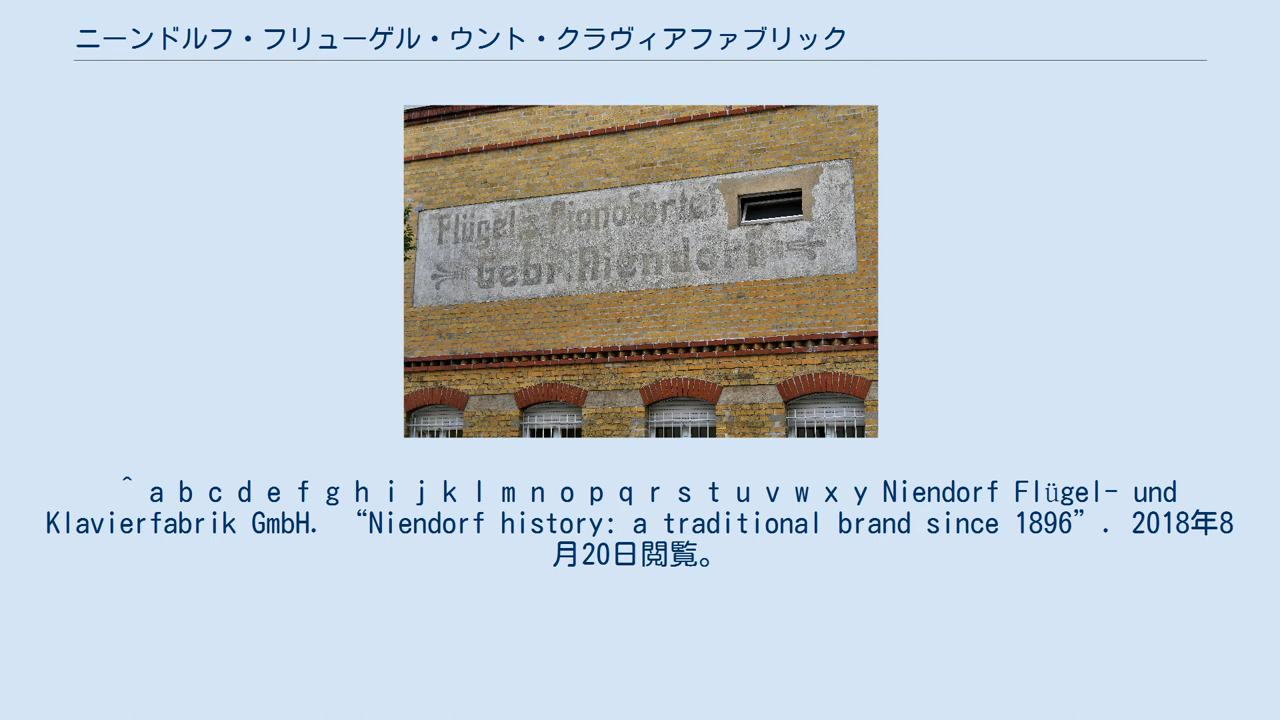 ニーンドルフ・フリューゲル・ウント・クラヴィアファブリック
Flügel & Pianoforte
Gebr. Niendorf
^ a b c d e f g h i j k l m n o p q r s t u v w x y Niendorf Flügel- und
Klavierfabrik GmbH. “Niendorf history: a traditional brand since 1896”. 2018年8
月20日閲覧。